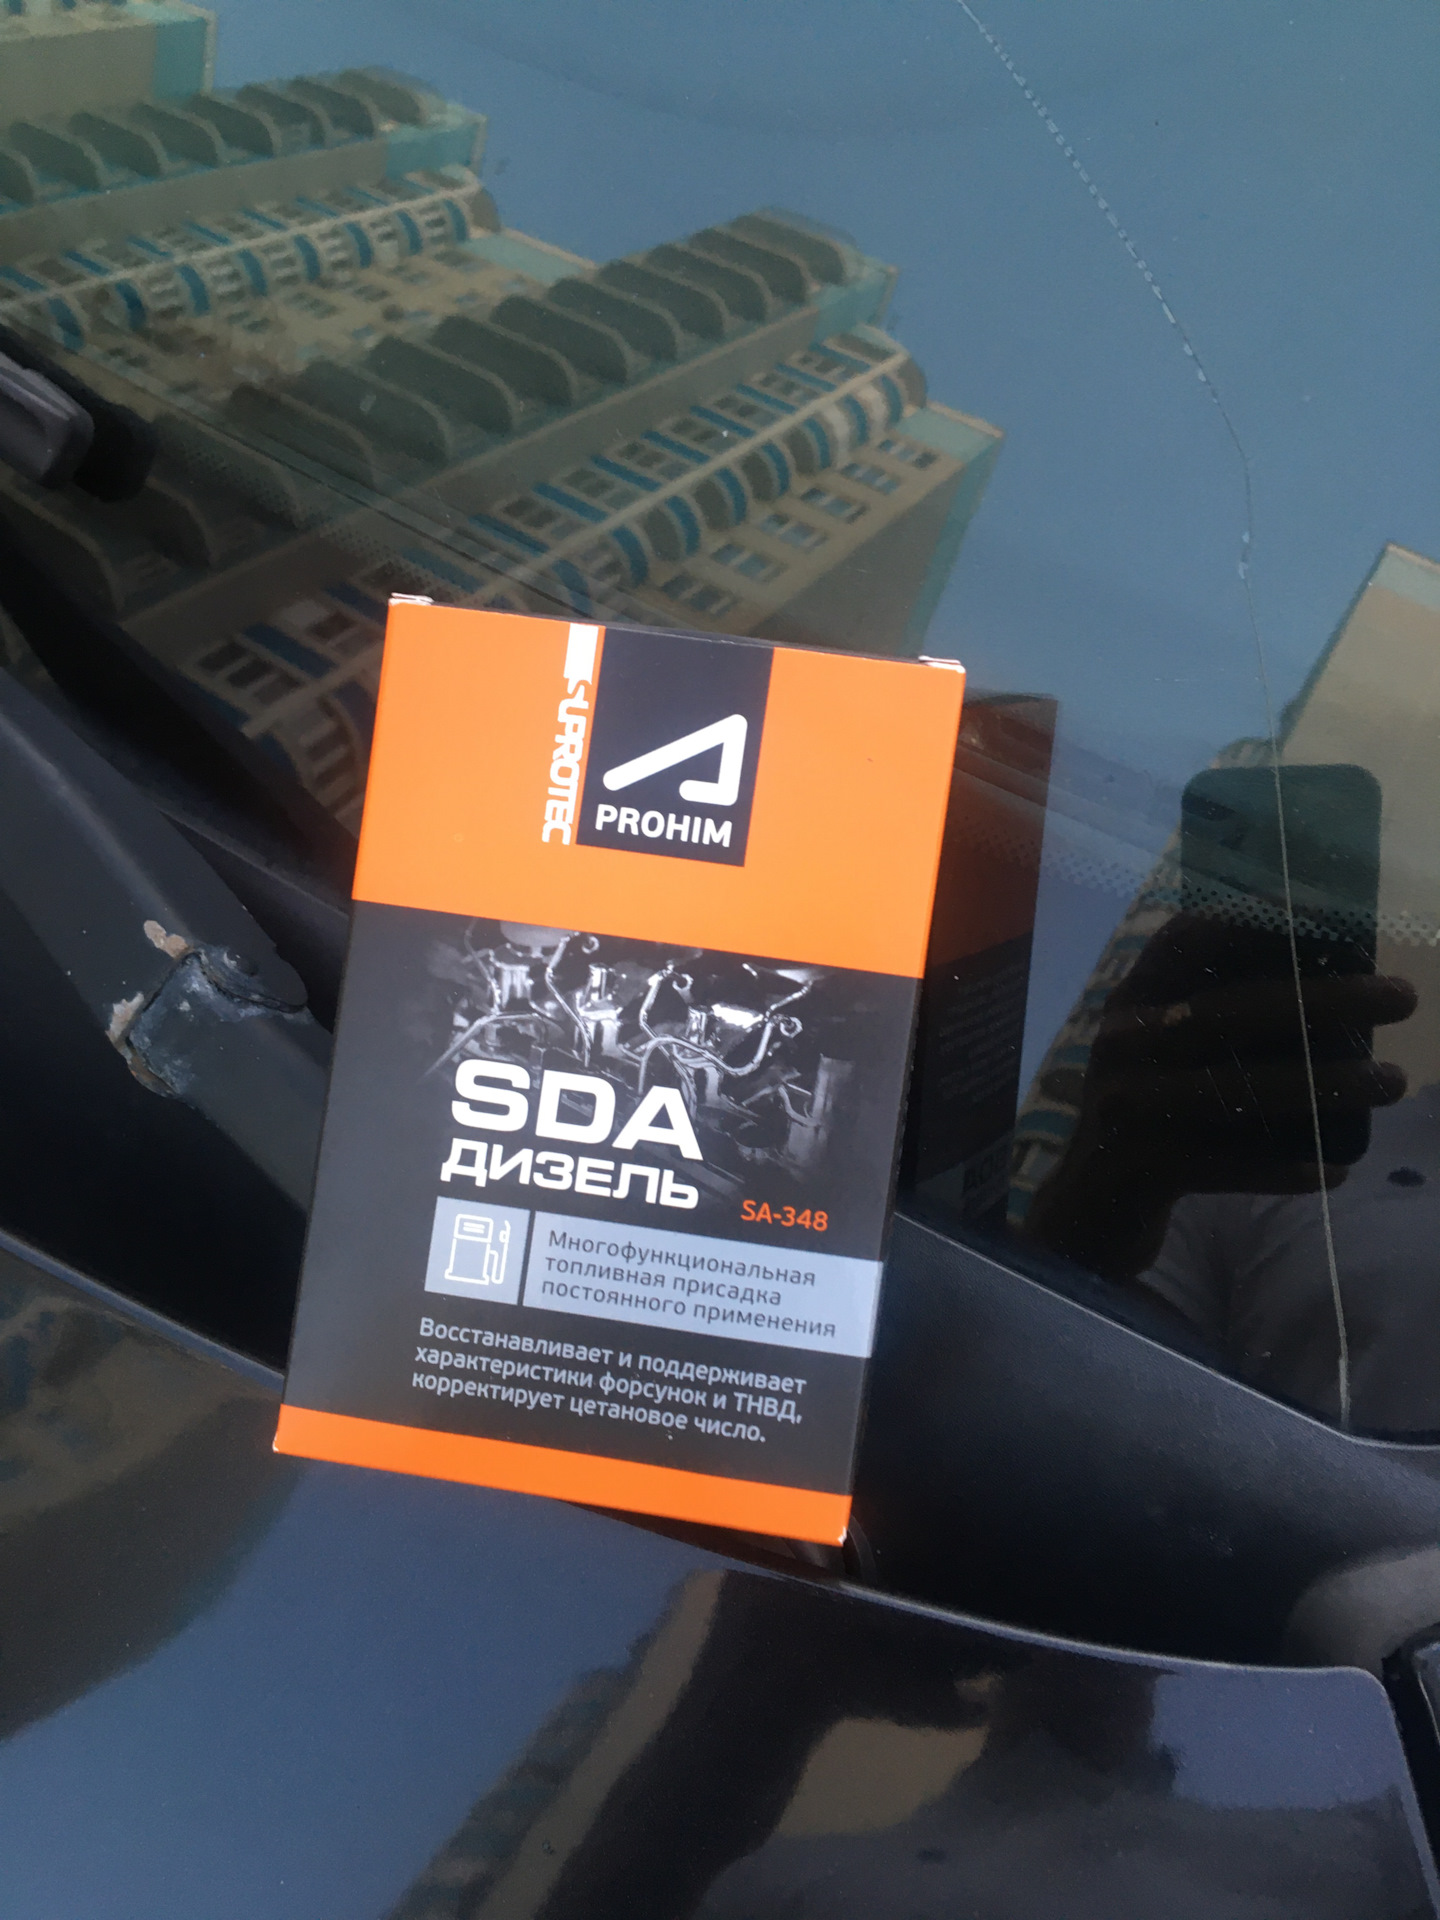 SUPROTEC
PROHIM
SDA
ДИЗЕЛЬ
SA-348
Многофункциональная
топливная присадка
постоянного применения
Восстанавливает и поддерживает
характеристики форсунок и ТНВД,
корректирует цетановое число.